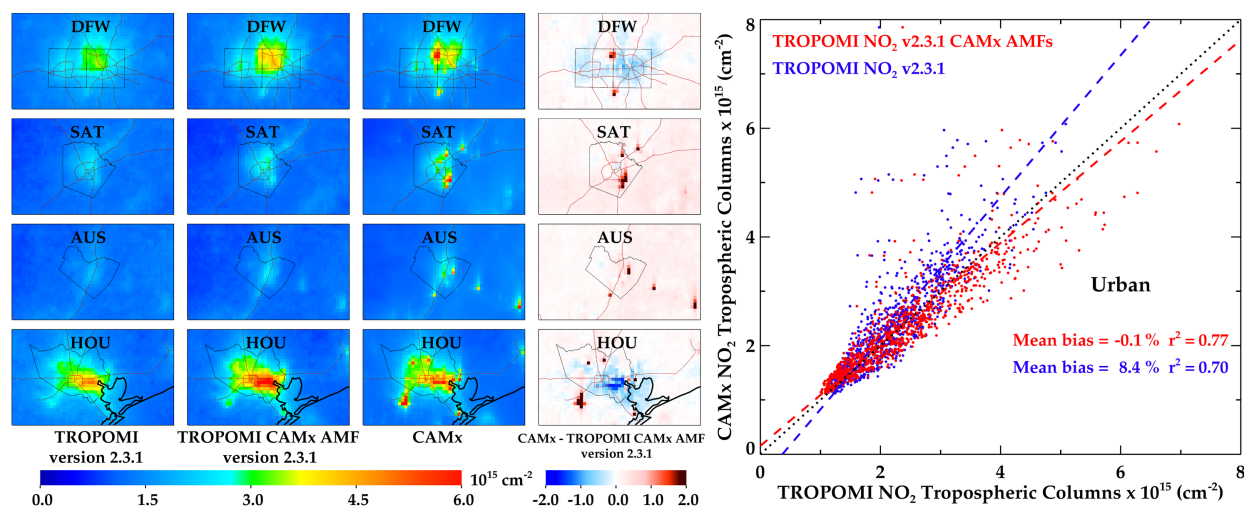 DFW DFW DFW DFW
SAT SAT SAT SAT
AUS AUS AUS AUS
HOU HOU HOU HOU
TROPOMI
version 2.3.1
TROPOMI CAMx AMF
version 2.3.1
CAMx
CAMx - TROPOMI CAMx AMF
version 2.3.1
10¹⁵ cm⁻²
0.0 1.5 3.0 4.5 6.0
-2.0 -1.0 0.0 1.0 2.0
TROPOMI NO₂ v2.3.1 CAMx AMFs
TROPOMI NO₂ v2.3.1
Urban
Mean bias = -0.1 % r² = 0.77
Mean bias = 8.4 % r² = 0.70
CAMx NO₂ Tropospheric Columns x 10¹⁵ (cm⁻²)
8
6
4
2
0
0 2 4 6 8
TROPOMI NO₂ Tropospheric Columns x 10¹⁵ (cm⁻²)